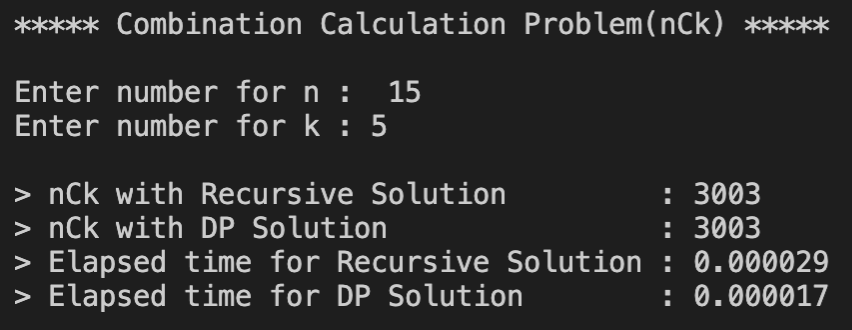 ***** Combination Calculation Problem(nCk) *****
Enter number for n :  15
Enter number for k : 5
> nCk with Recursive Solution         : 3003
> nCk with DP Solution                : 3003
> Elapsed time for Recursive Solution : 0.000029
> Elapsed time for DP Solution        : 0.000017